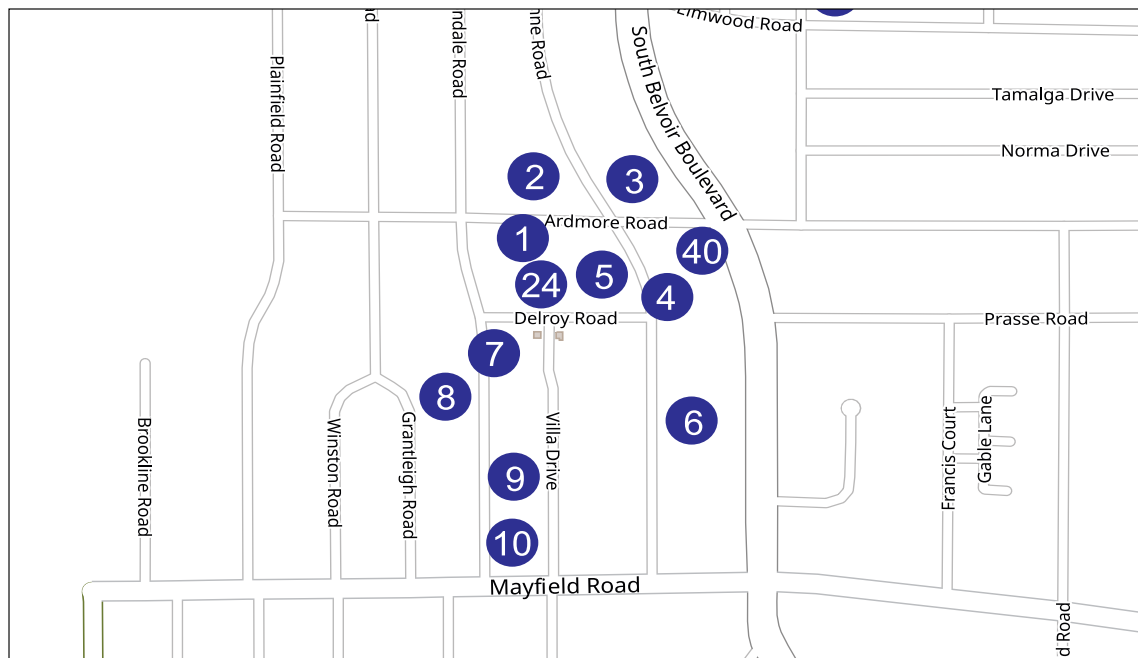 Elmwood Road
Plainfield Road
ndale Road
nne Road
South Belvoir Boulevard
Tamalga Drive
Norma Drive
2
3
Ardmore Road
1
40
5
24
4
Delroy Road
Prasse Road
7
8
6
Brookline Road
Winston Road
Grantleigh Road
Villa Drive
Francis Court
Gable Lane
9
10
Mayfield Road
d Road